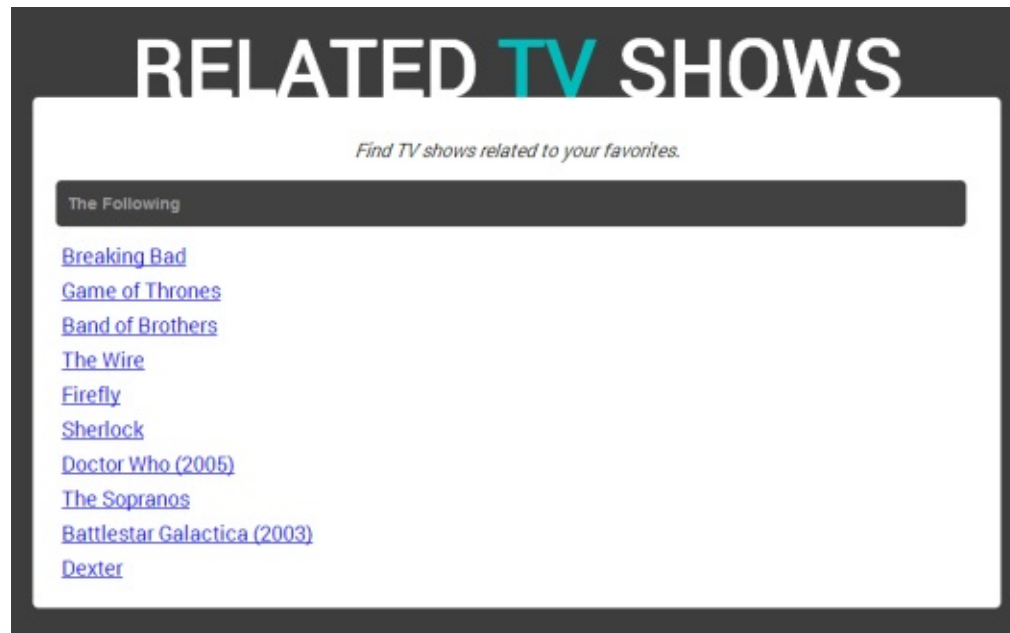 RELATED TV SHOWS
Find TV shows related to your favorites.
The Following
Breaking Bad
Game of Thrones
Band of Brothers
The Wire
Firefly
Sherlock
Doctor Who (2005)
The Sopranos
Battlestar Galactica (2003)
Dexter